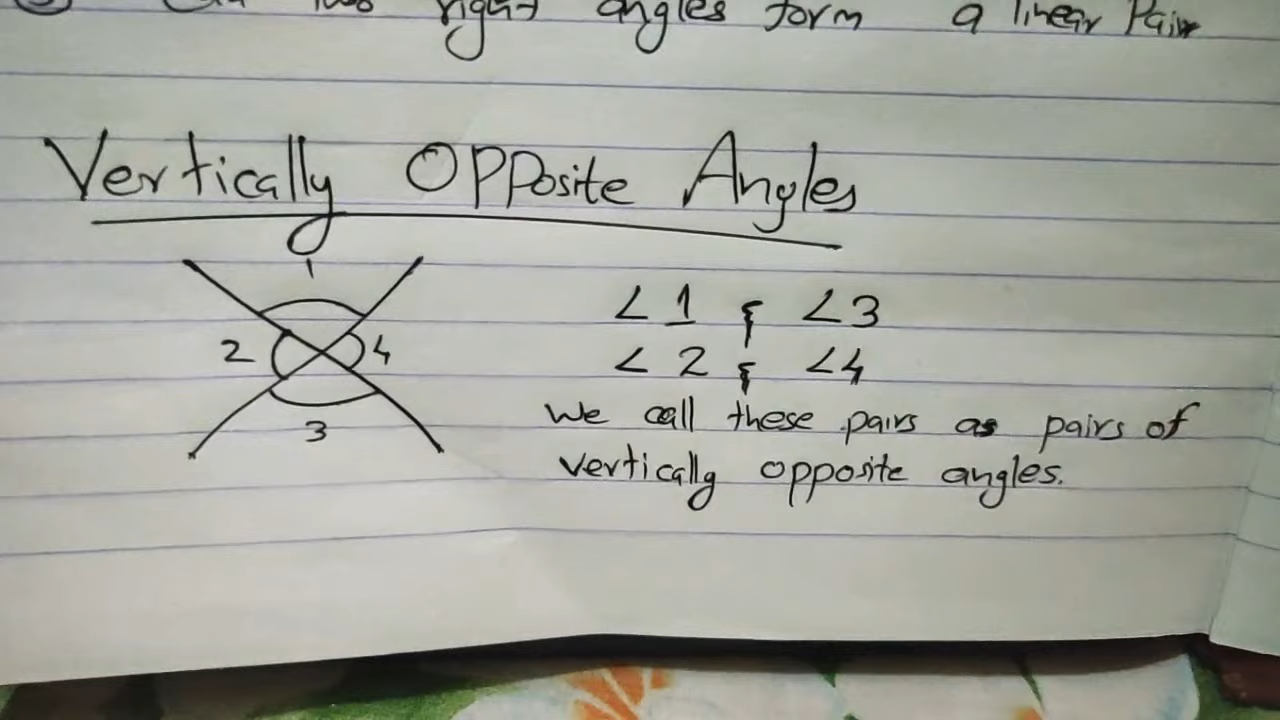 two right angles form a linear Pair
Vertically Opposite Angles
1
2 4
3
∠1 & ∠3
∠2 & ∠4
We call these pairs as pairs of
vertically opposite angles.